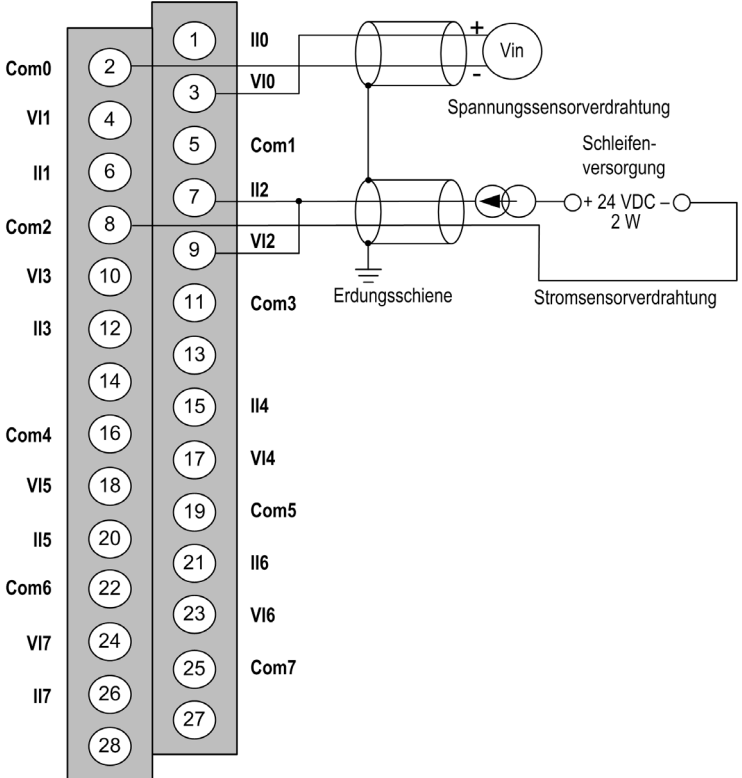 1
II0
+
Com0
2
Vin
VI0
-
3
Spannungssensorverdrahtung
VI1
4
5
Com1
Schleifen-
versorgung
II1
6
7
II2
+ 24 VDC –
2 W
Com2
8
VI2
9
VI3
10
Erdungsschiene
Stromsensorverdrahtung
11
Com3
II3
12
13
14
15
II4
Com4
16
17
VI4
VI5
18
19
Com5
II5
20
21
II6
Com6
22
23
VI6
VI7
24
25
Com7
II7
26
27
28